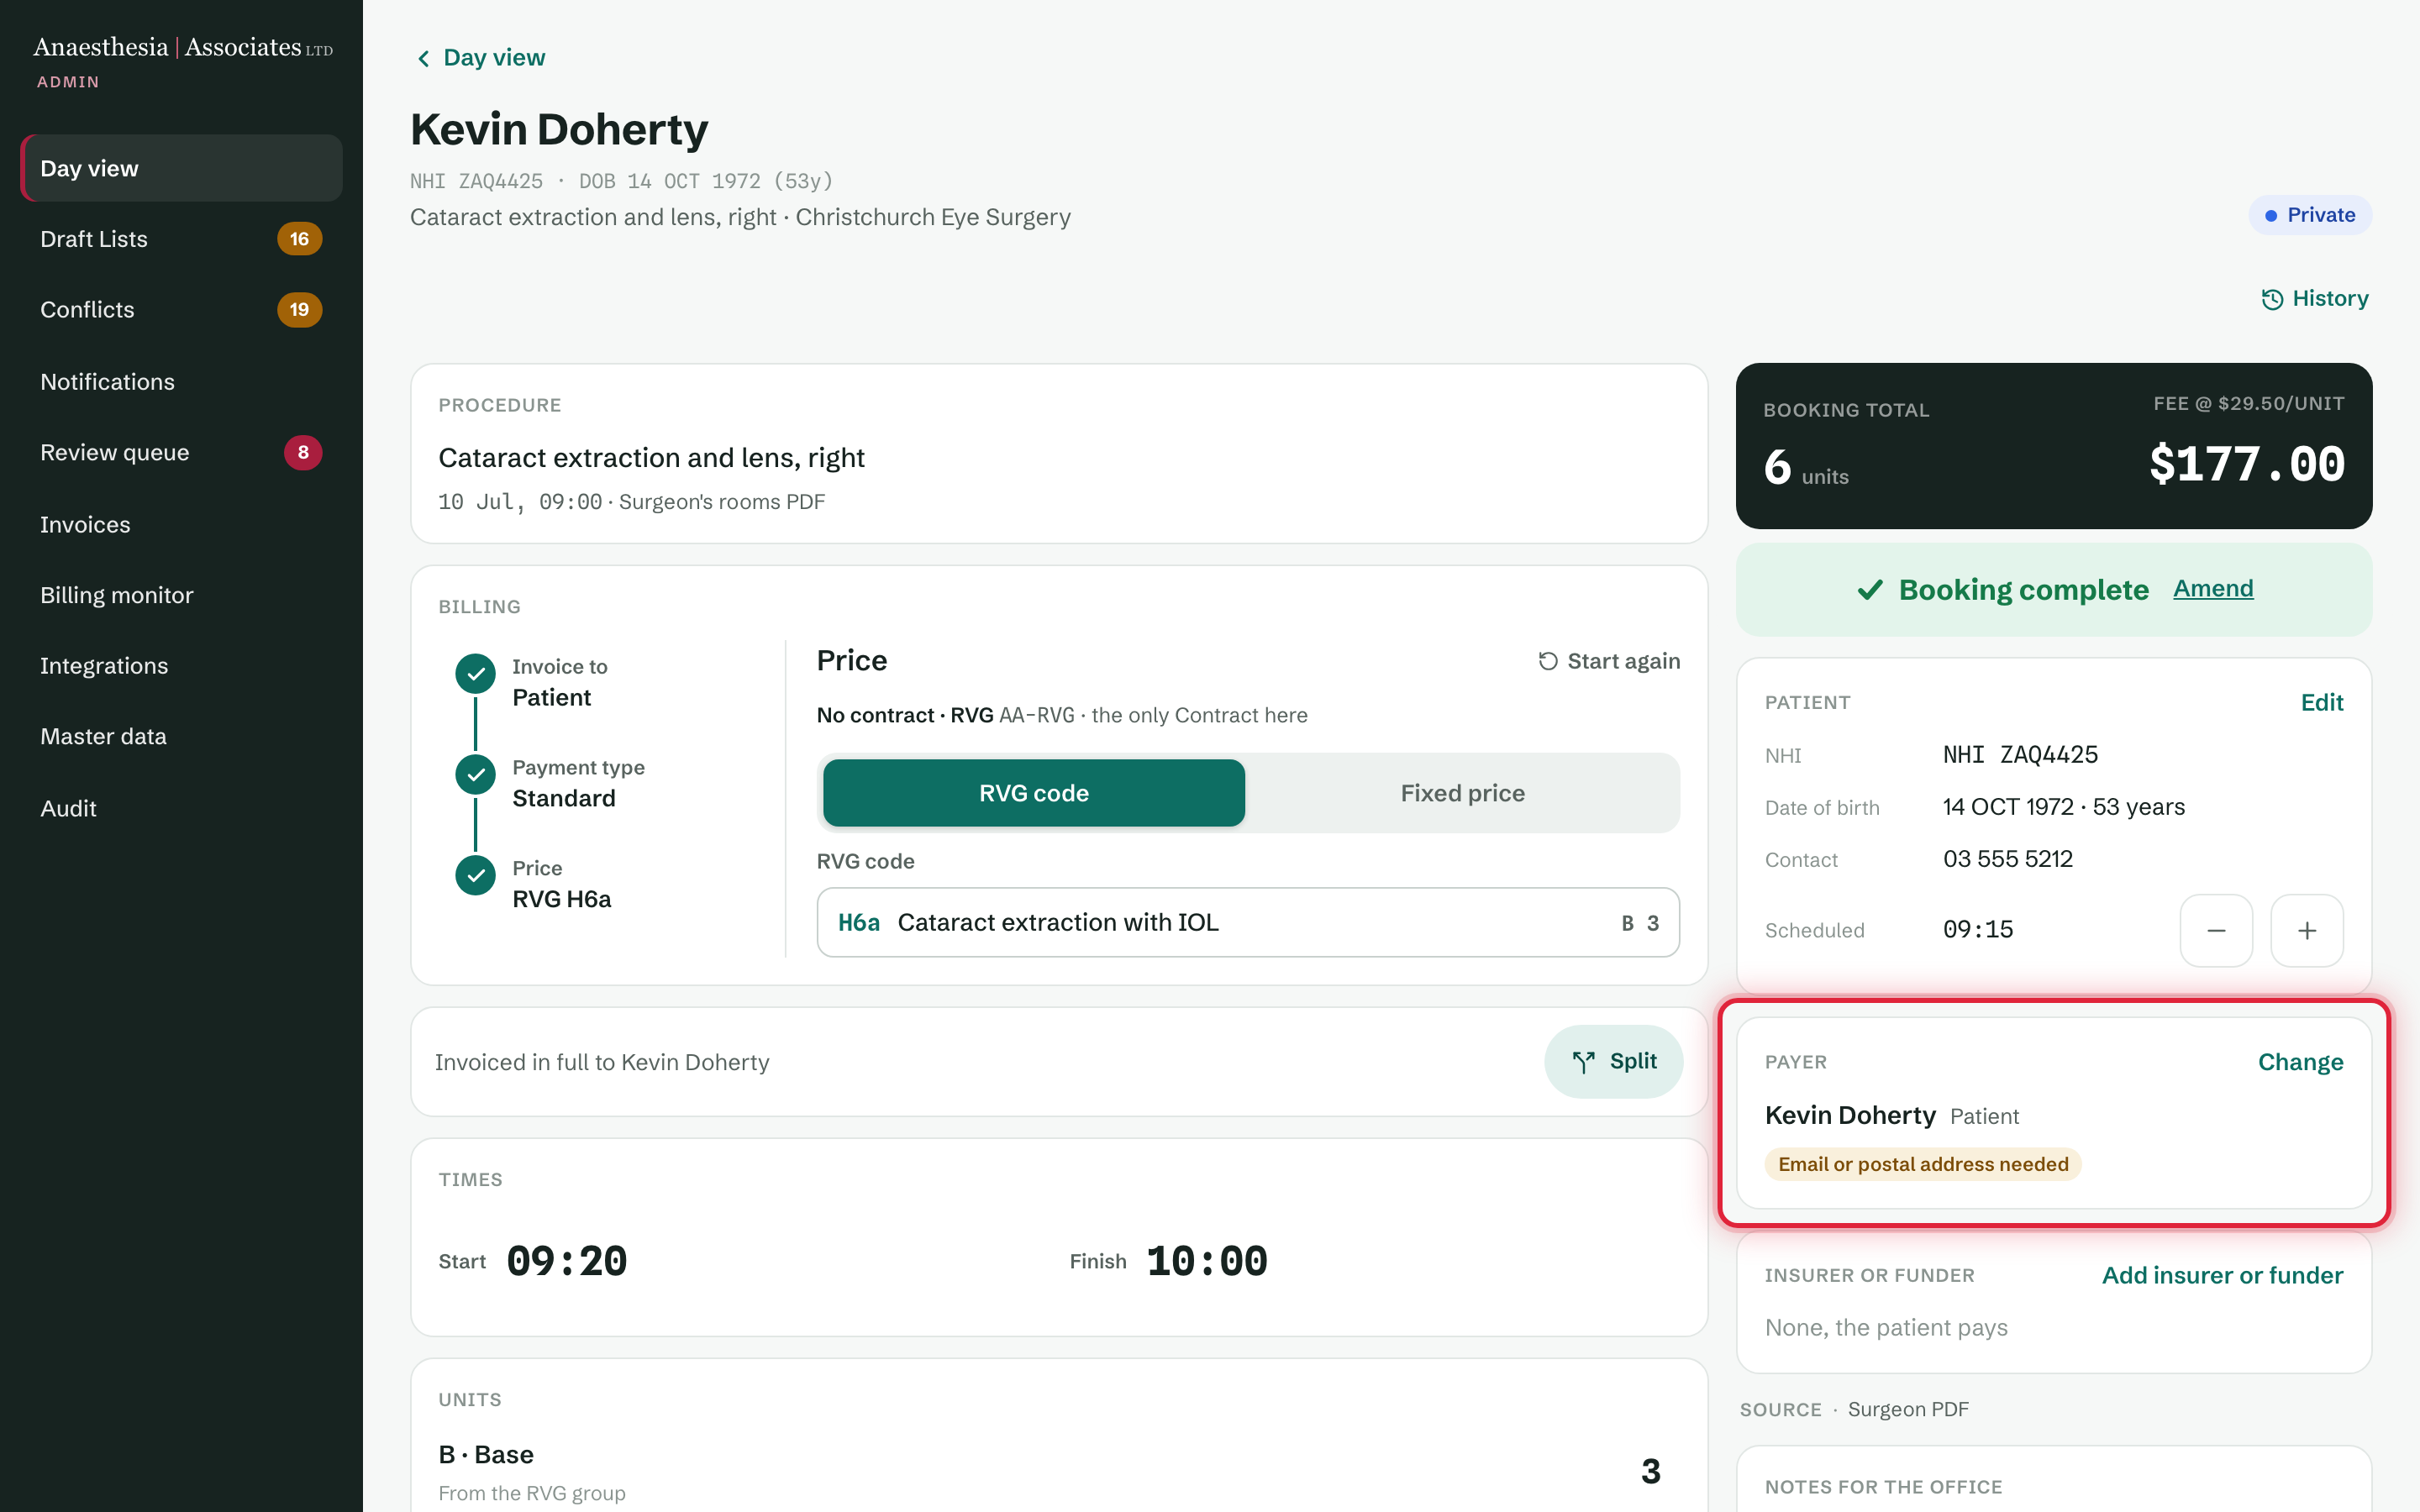 Anaesthesia | Associates LTD
ADMIN
Day view
Draft Lists 16
Conflicts 19
Notifications
Review queue 8
Invoices
Billing monitor
Integrations
Master data
Audit
Day view
Kevin Doherty
NHI ZAQ4425 · DOB 14 OCT 1972 (53y)
Cataract extraction and lens, right · Christchurch Eye Surgery
Private
History
PROCEDURE
Cataract extraction and lens, right
10 Jul, 09:00 · Surgeon's rooms PDF
BILLING
Invoice to
Patient
Payment type
Standard
Price
RVG H6a
Price
Start again
No contract · RVG AA-RVG · the only Contract here
RVG code
Fixed price
RVG code
H6a Cataract extraction with IOL B 3
Invoiced in full to Kevin Doherty
Split
TIMES
Start 09:20
Finish 10:00
UNITS
B · Base
3
From the RVG group
BOOKING TOTAL
FEE @ $29.50/UNIT
6 units
$177.00
Booking complete Amend
PATIENT
Edit
NHI NHI ZAQ4425
Date of birth 14 OCT 1972 · 53 years
Contact 03 555 5212
Scheduled 09:15 − +
PAYER
Change
Kevin Doherty Patient
Email or postal address needed
INSURER OR FUNDER
Add insurer or funder
None, the patient pays
SOURCE · Surgeon PDF
NOTES FOR THE OFFICE